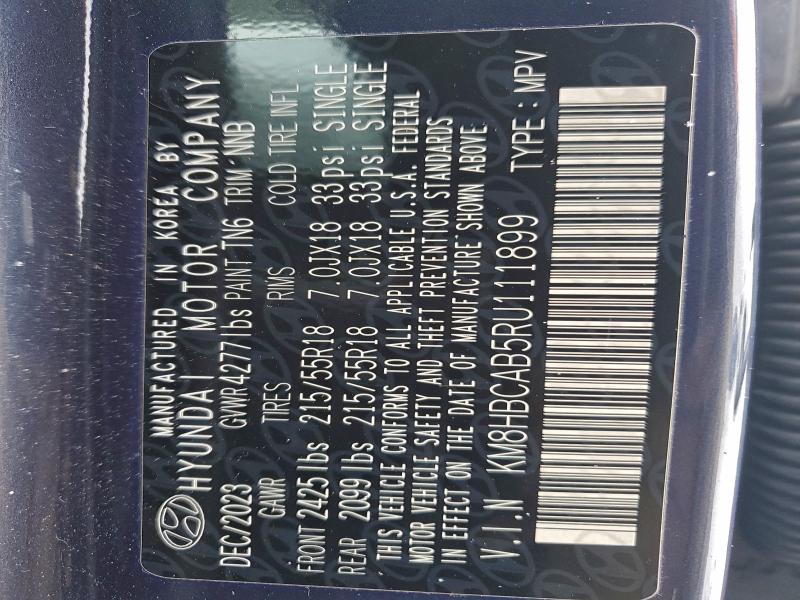 MANUFACTURED IN KOREA BY
HYUNDAI MOTOR COMPANY
DEC/2023 GVWR 4277 lbs PAINT TN6 TRIM NNB
GAWR TIRES RIMS COLD TIRE INFL
FRONT 2425 lbs 215/55R18 7.0JX18 33psi SINGLE
REAR 2099 lbs 215/55R18 7.0JX18 33psi SINGLE
THIS VEHICLE CONFORMS TO ALL APPLICABLE U.S.A. FEDERAL
MOTOR VEHICLE SAFETY AND THEFT PREVENTION STANDARDS
IN EFFECT ON THE DATE OF MANUFACTURE SHOWN ABOVE
V.I.N KM8HBCAB5RU111899 TYPE : MPV